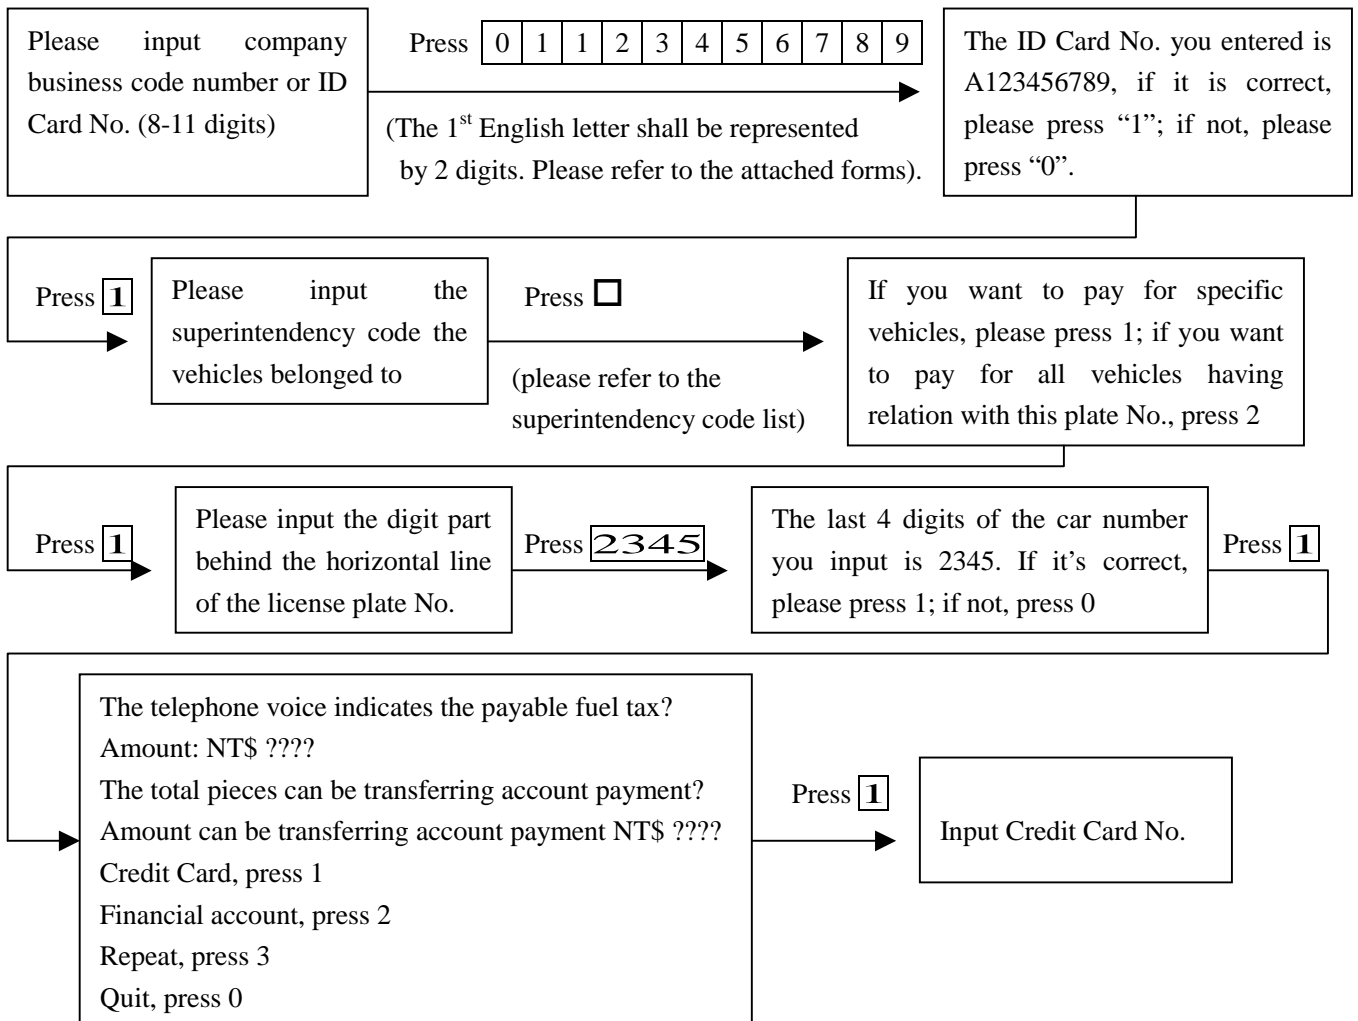 Please input company
business code number or ID
Card No. (8-11 digits)
Press 0 1 1 2 3 4 5 6 7 8 9
(The 1st English letter shall be represented
by 2 digits. Please refer to the attached forms).
The ID Card No. you entered is
A123456789, if it is correct,
please press “1”; if not, please
press “0”.
Press 1
Please input the
superintendency code the
vehicles belonged to
Press □
(please refer to the
superintendency code list)
If you want to pay for specific
vehicles, please press 1; if you want
to pay for all vehicles having
relation with this plate No., press 2
Press 1
Please input the digit part
behind the horizontal line
of the license plate No.
Press 2345
The last 4 digits of the car number
you input is 2345. If it's correct,
please press 1; if not, press 0
Press 1
The telephone voice indicates the payable fuel tax?
Amount: NT$ ????
The total pieces can be transferring account payment?
Amount can be transferring account payment NT$ ????
Credit Card, press 1
Financial account, press 2
Repeat, press 3
Quit, press 0
Press 1
Input Credit Card No.